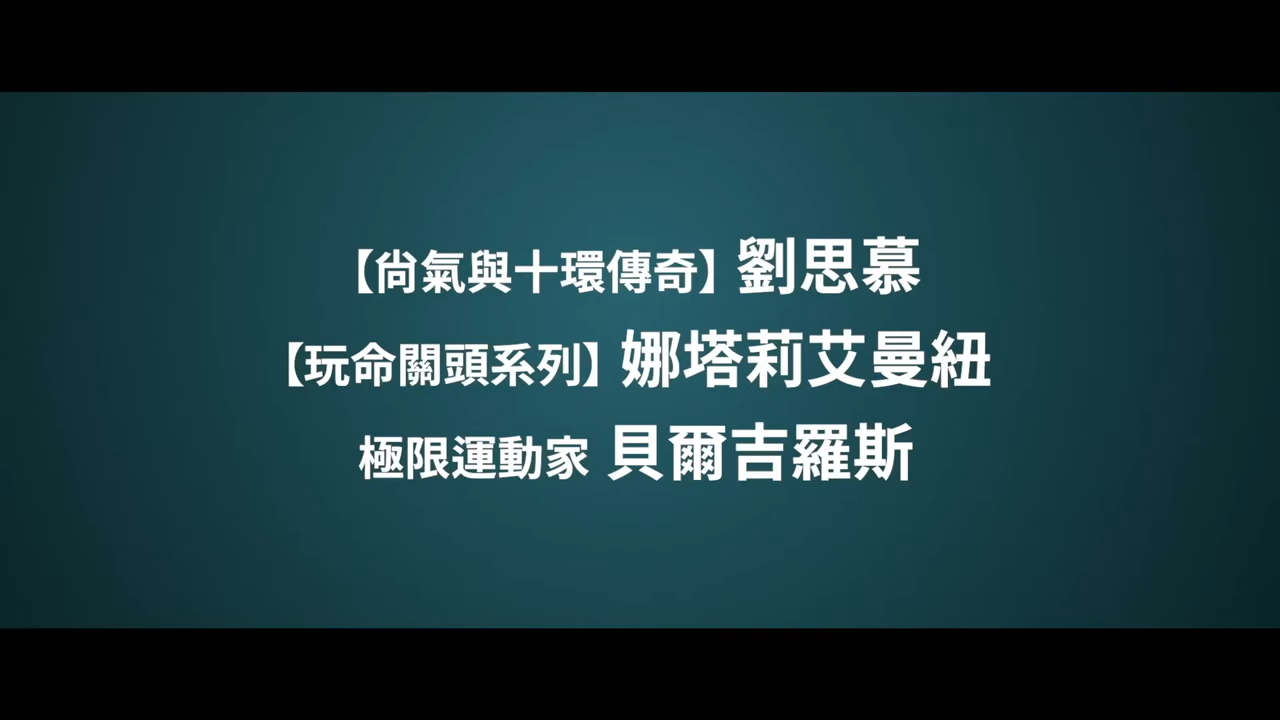 【尙氣與十環傳奇】劉思慕
【玩命關頭系列】娜塔莉艾曼紐
極限運動家 貝爾吉羅斯